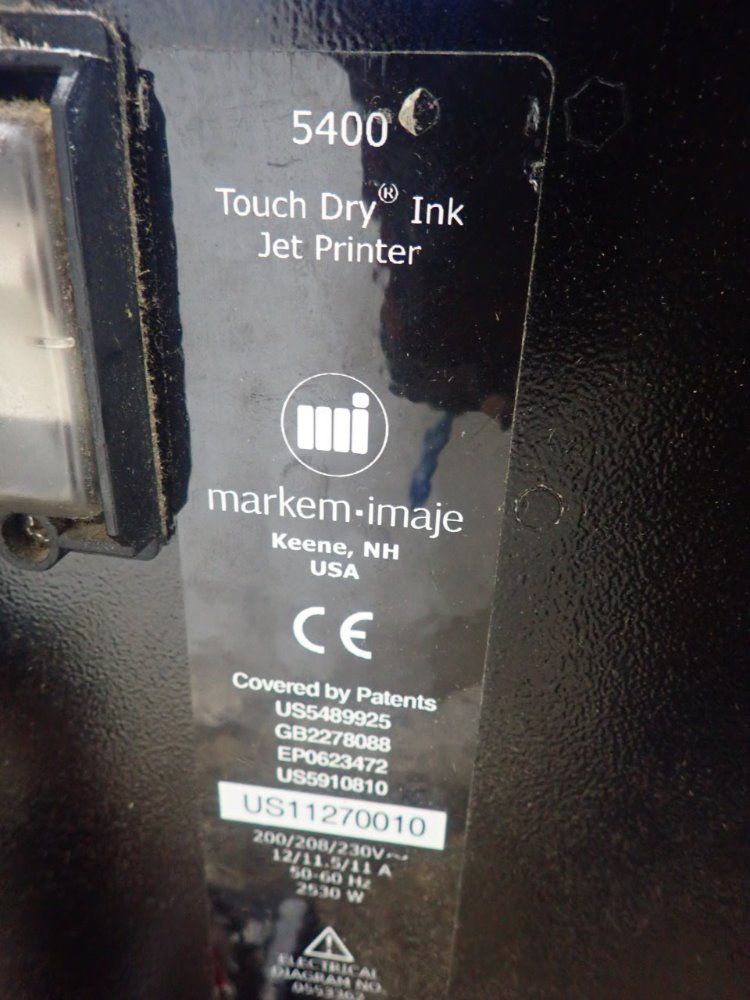 5400
Touch Dry® Ink
Jet Printer
markem·imaje
Keene, NH
USA
CE
Covered by Patents
US5489925
GB2278088
EP0623472
US5910810
US11270010
200/208/230V~
12/11.5/11 A
50-60 Hz
2530 W
ELECTRICAL
DIAGRAM NO.